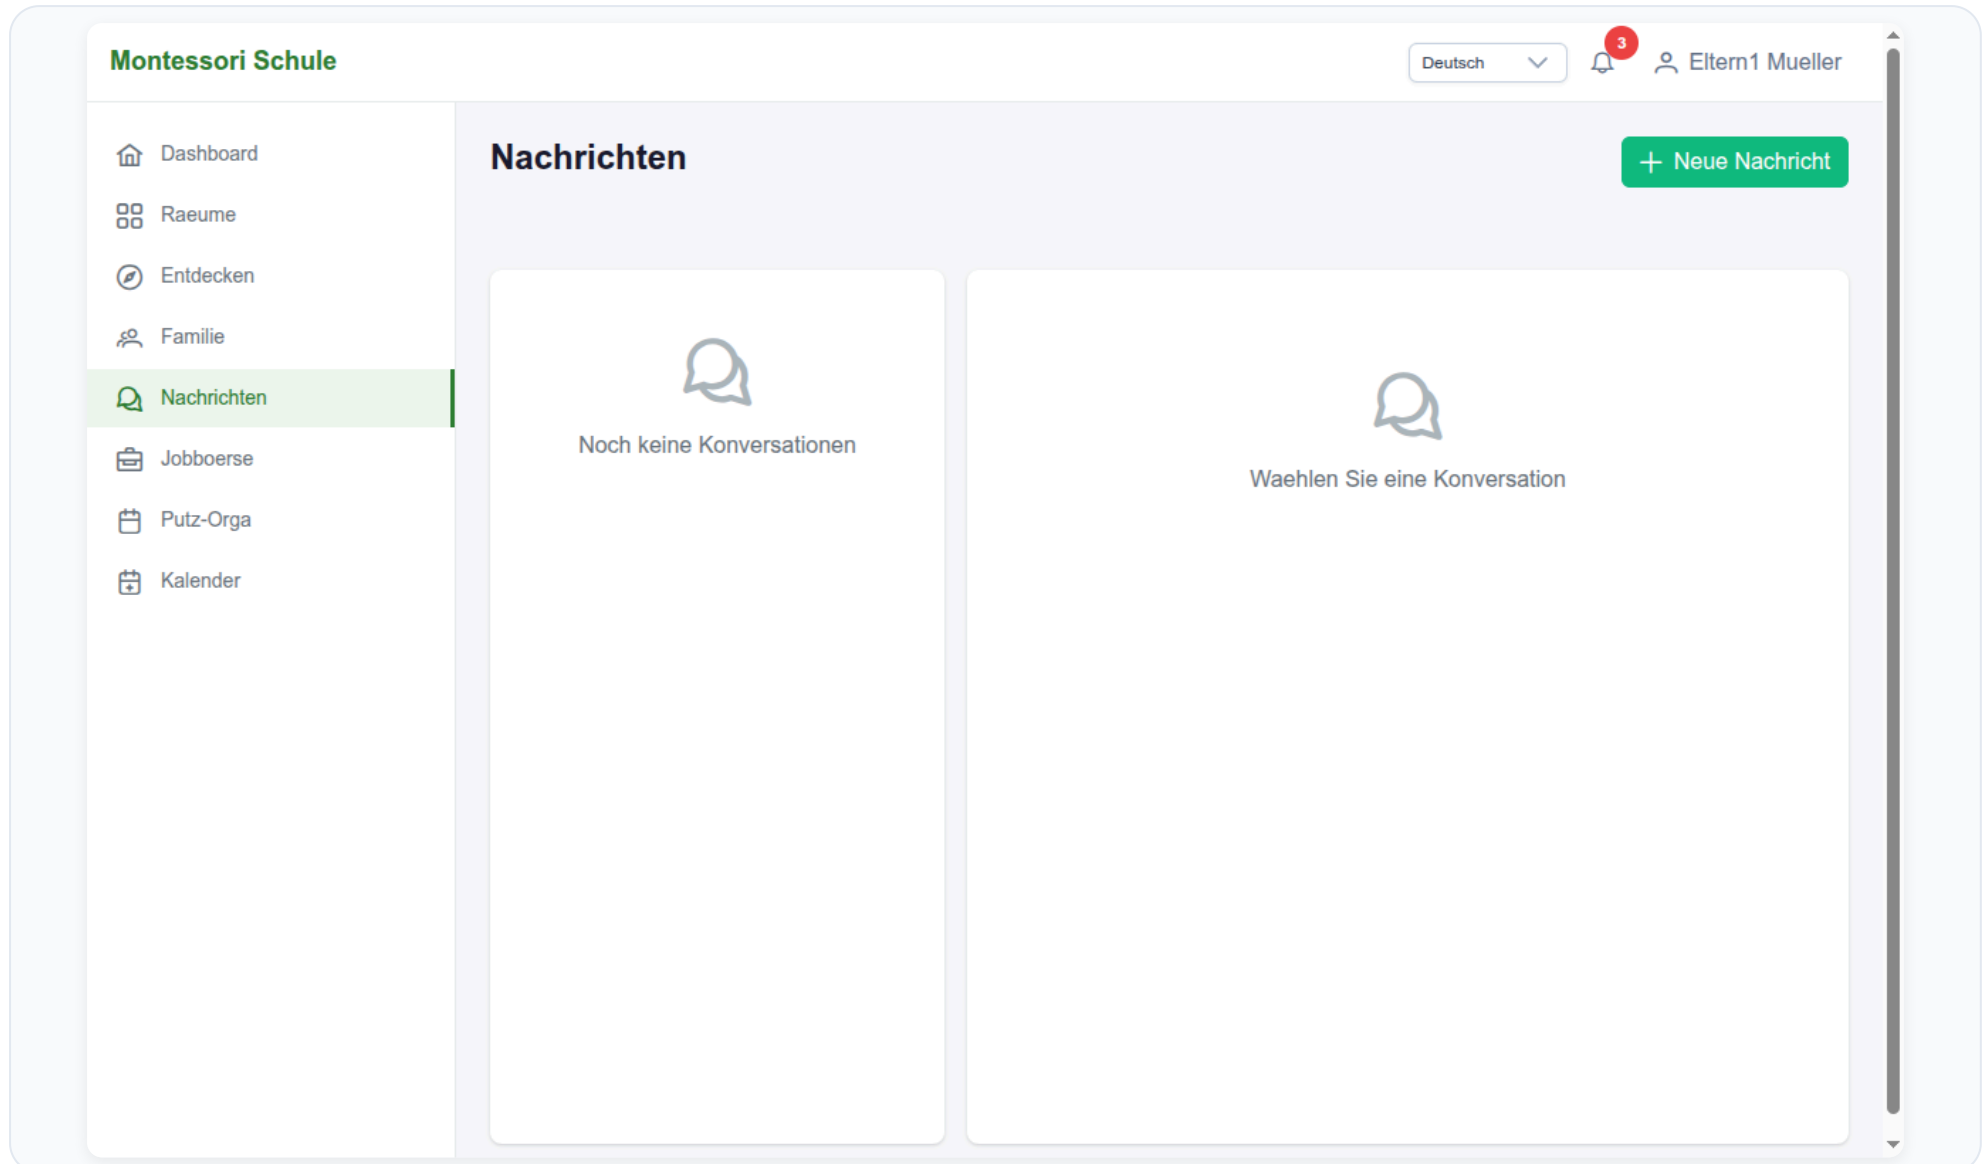 Montessori Schule
Deutsch
3
Eltern1 Mueller
Dashboard
Raeume
Entdecken
Familie
Nachrichten
Jobboerse
Putz-Orga
Kalender
Nachrichten
Neue Nachricht
Noch keine Konversationen
Waehlen Sie eine Konversation